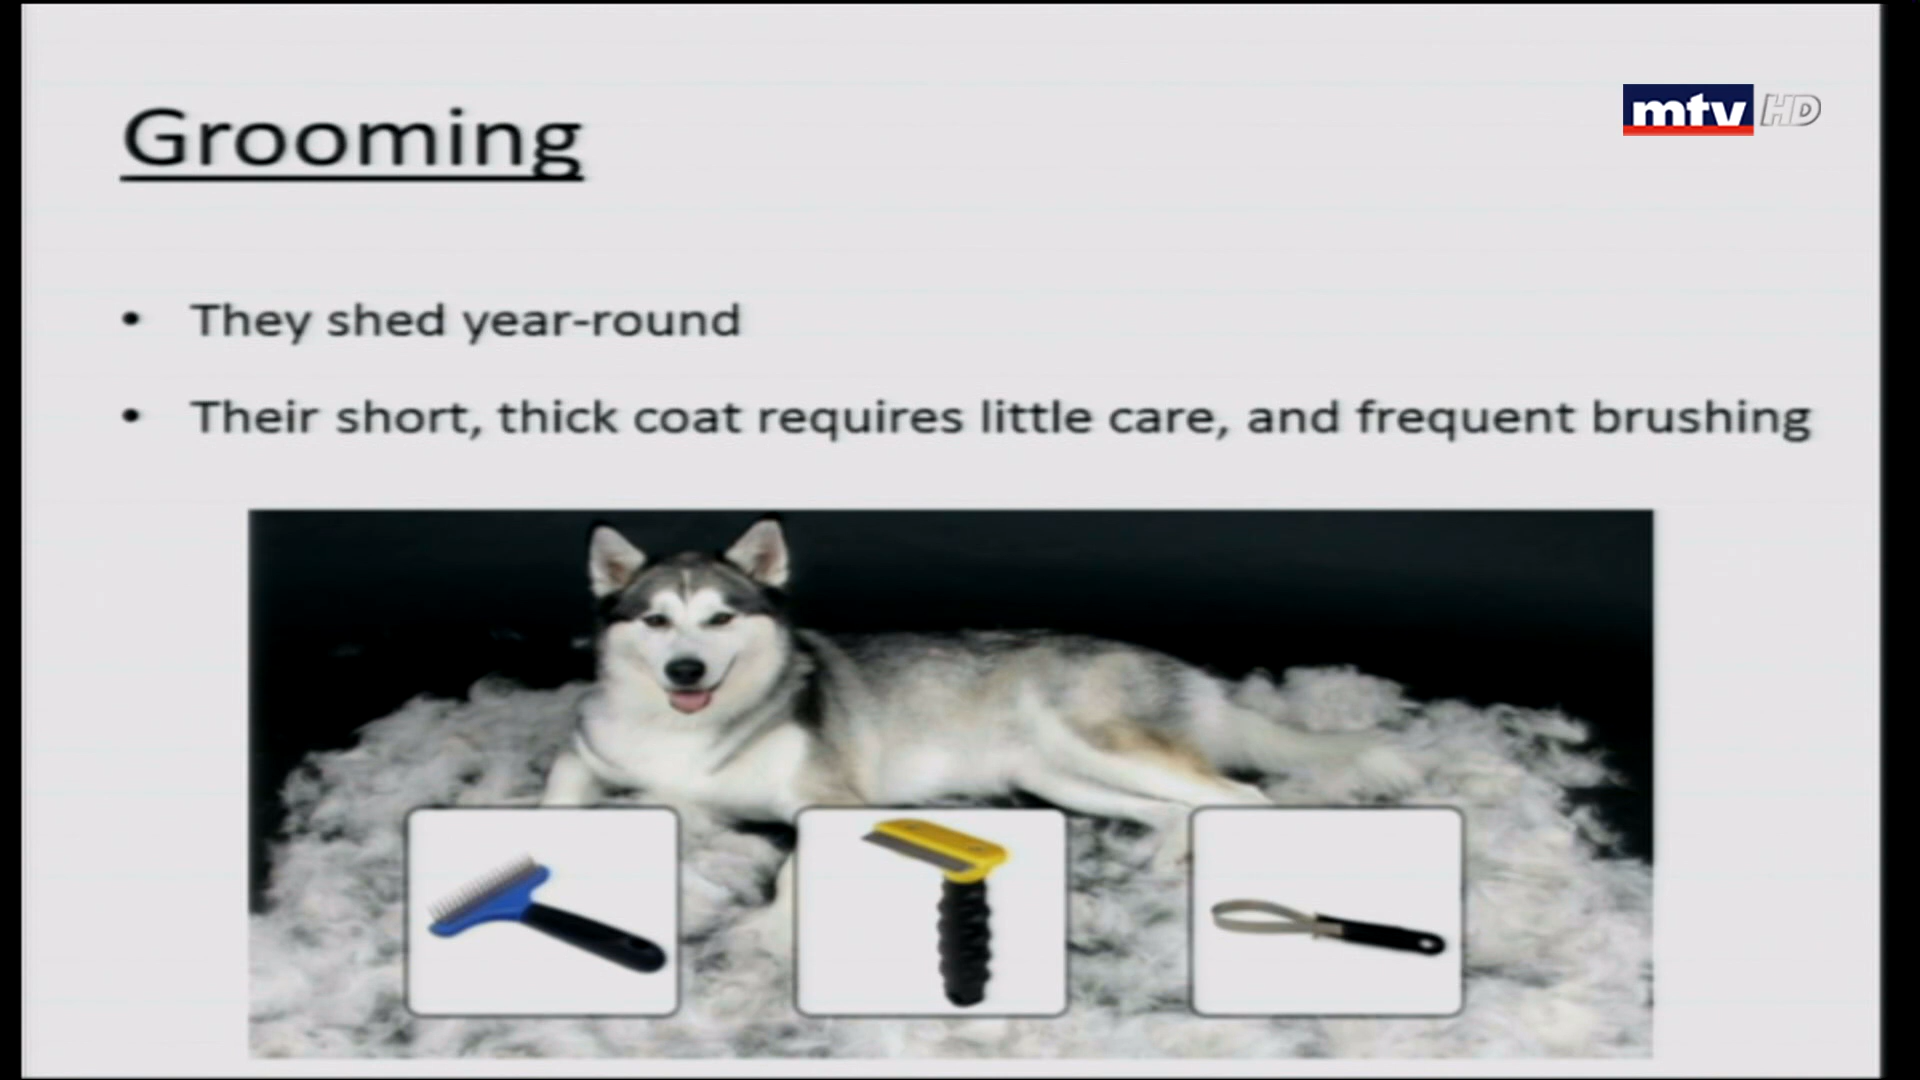 mtv HD
Grooming
• They shed year-round
• Their short, thick coat requires little care, and frequent brushing